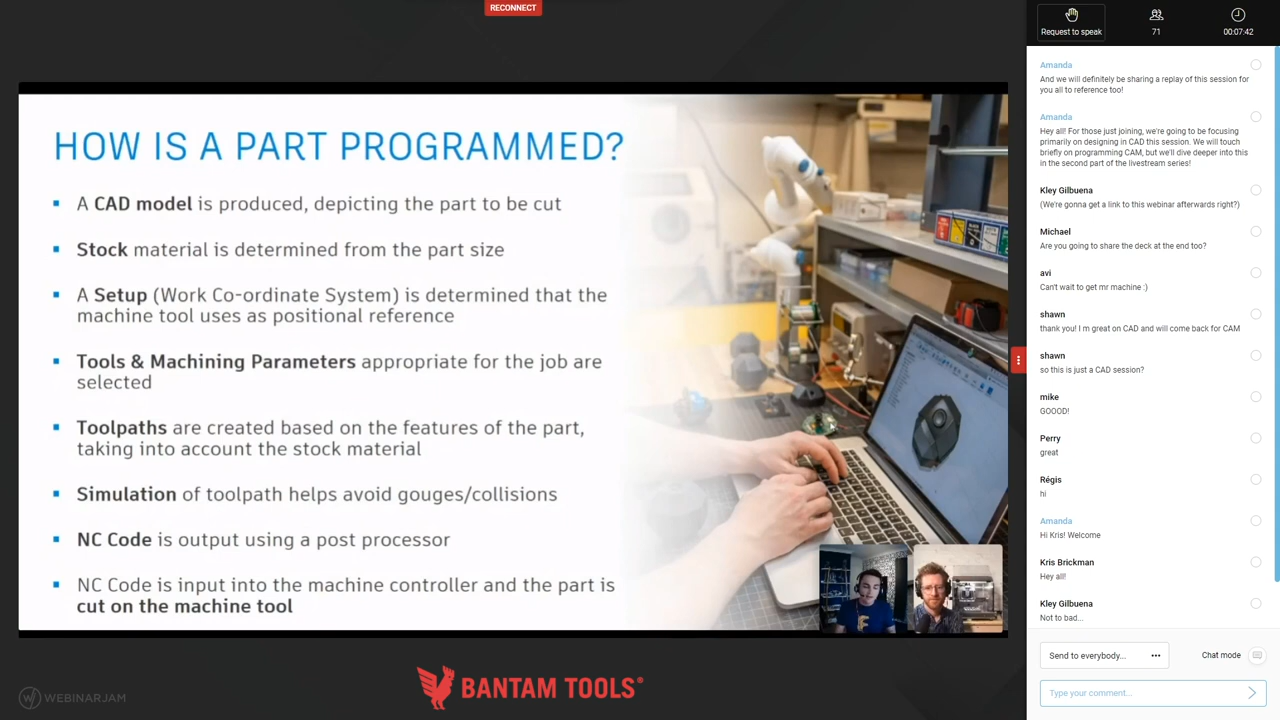 RECONNECT
HOW IS A PART PROGRAMMED?
▪ A CAD model is produced, depicting the part to be cut
▪ Stock material is determined from the part size
▪ A Setup (Work Co-ordinate System) is determined that the
machine tool uses as positional reference
▪ Tools & Machining Parameters appropriate for the job are
selected
▪ Toolpaths are created based on the features of the part,
taking into account the stock material
▪ Simulation of toolpath helps avoid gouges/collisions
▪ NC Code is output using a post processor
▪ NC Code is input into the machine controller and the part is
cut on the machine tool
WEBINARJAM
BANTAM TOOLS®
Request to speak
71
00:07:42
Amanda
And we will definitely be sharing a replay of this session for
you all to reference too!
Amanda
Hey all! For those just joining, we're going to be focusing
primarily on designing in CAD this session. We will touch
briefly on programming CAM, but we'll dive deeper into this
in the second part of the livestream series!
Kley Gilbuena
(We're gonna get a link to this webinar afterwards right?)
Michael
Are you going to share the deck at the end too?
avi
Can't wait to get mr machine :)
shawn
thank you! I m great on CAD and will come back for CAM
shawn
so this is just a CAD session?
mike
GOOOD!
Perry
great
Régis
hi
Amanda
Hi Kris! Welcome
Kris Brickman
Hey all!
Kley Gilbuena
Not to bad...
Send to everybody...
Chat mode
Type your comment...